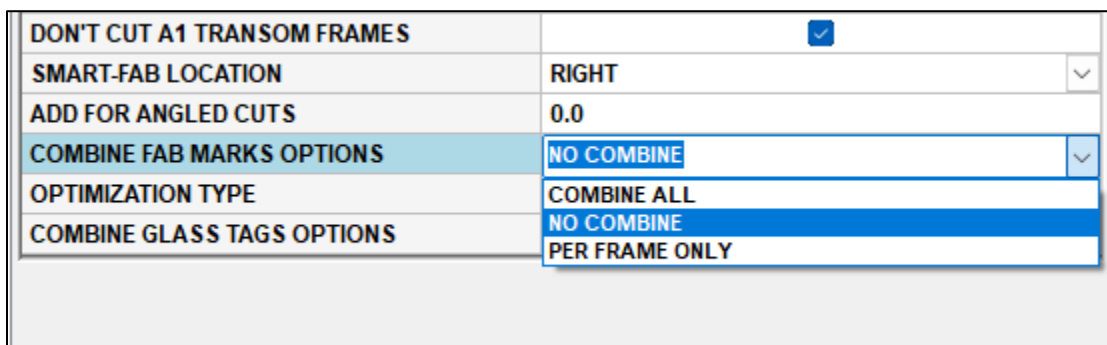 DON'T CUT A1 TRANSOM FRAMES
SMART-FAB LOCATION RIGHT
ADD FOR ANGLED CUTS 0.0
COMBINE FAB MARKS OPTIONS NO COMBINE
OPTIMIZATION TYPE COMBINE ALL
NO COMBINE
COMBINE GLASS TAGS OPTIONS
PER FRAME ONLY